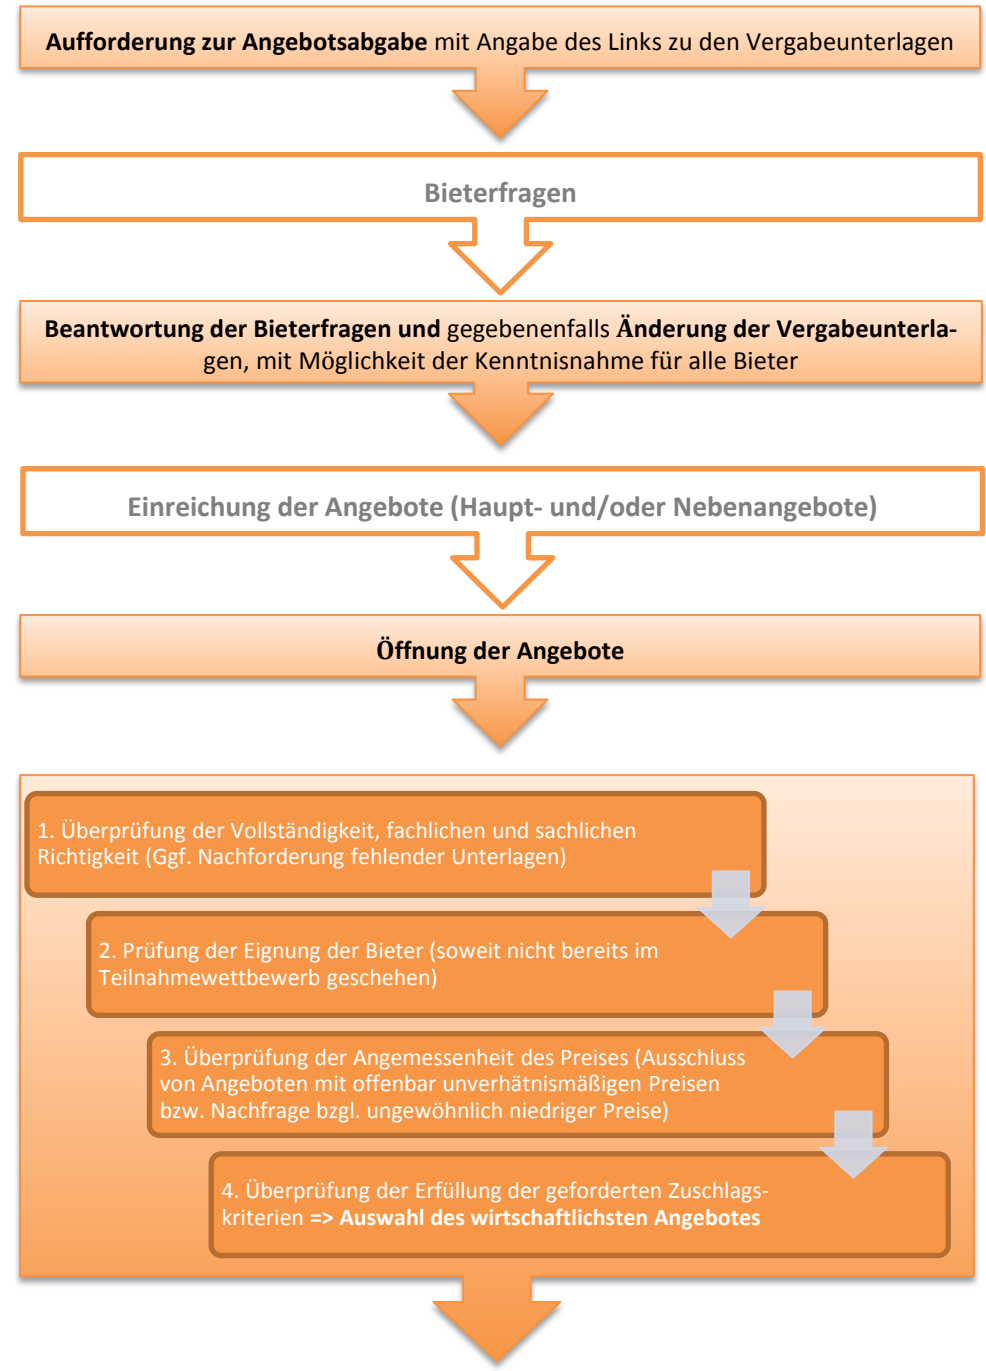 Aufforderung zur Angebotsabgabe mit Angabe des Links zu den Vergabeunterlagen
Bieterfragen
Beantwortung der Bieterfragen und gegebenenfalls Änderung der Vergabeunterla-
gen, mit Möglichkeit der Kenntnisnahme für alle Bieter
Einreichung der Angebote (Haupt- und/oder Nebenangebote)
Öffnung der Angebote
1. Überprüfung der Vollständigkeit, fachlichen und sachlichen
Richtigkeit (Ggf. Nachforderung fehlender Unterlagen)
2. Prüfung der Eignung der Bieter (soweit nicht bereits im
Teilnahmewettbewerb geschehen)
3. Überprüfung der Angemessenheit des Preises (Ausschluss
von Angeboten mit offenbar unverhätnismäßigen Preisen
bzw. Nachfrage bzgl. ungewöhnlich niedriger Preise)
4. Überprüfung der Erfüllung der geforderten Zuschlags-
kriterien => Auswahl des wirtschaftlichsten Angebotes